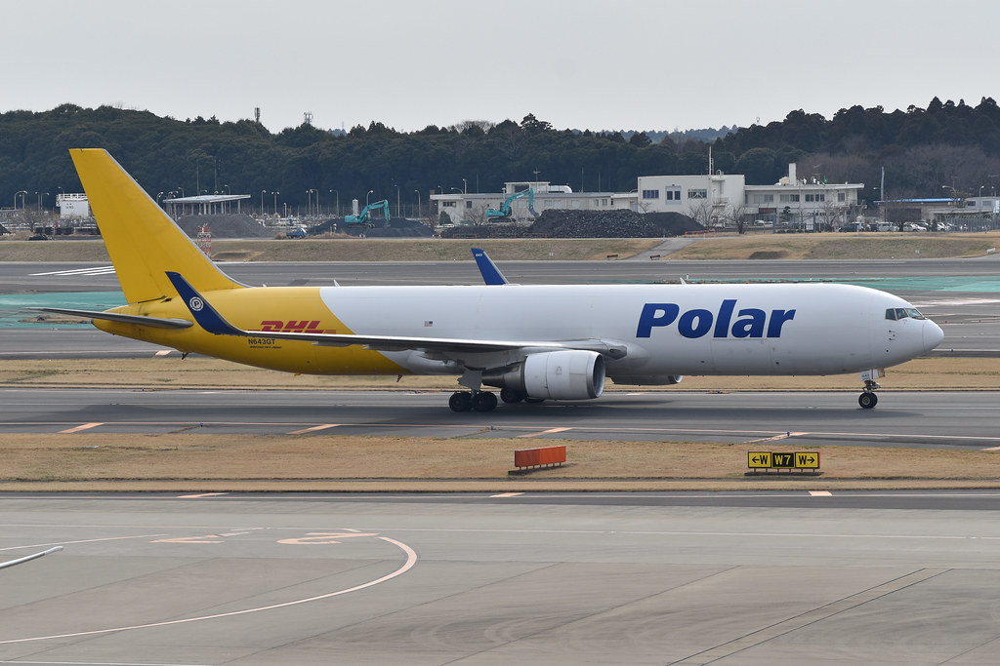 Polar
DHL
N643GT
←W W7 W→